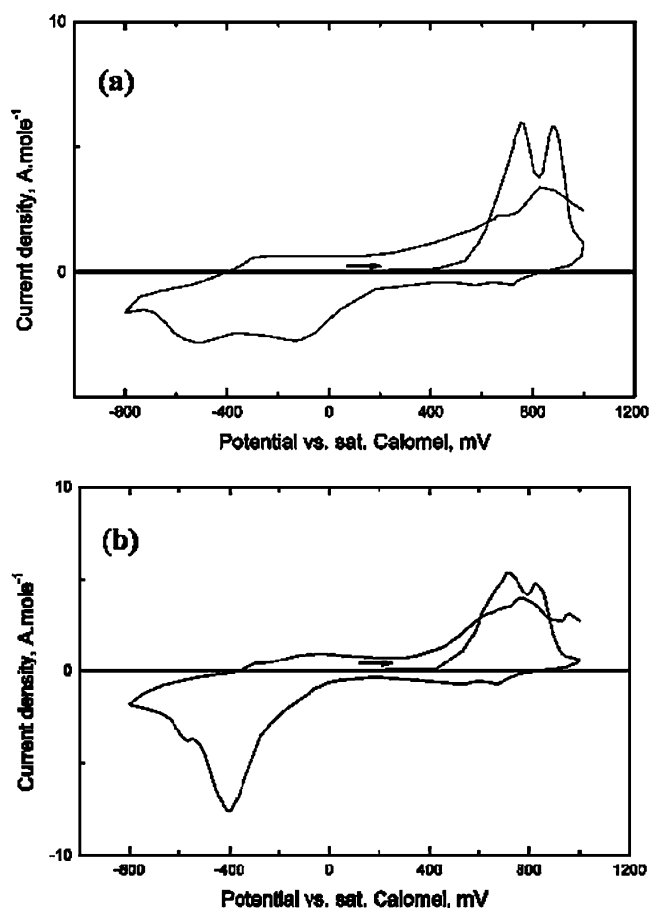 10
(a)
Current density, A.mole-1
0
-800 -400 0 400 800 1200
Potential vs. sat. Calomel, mV
10
(b)
Current density, A.mole-1
0
-10
-800 -400 0 400 800 1200
Potential vs. sat. Calomel, mV